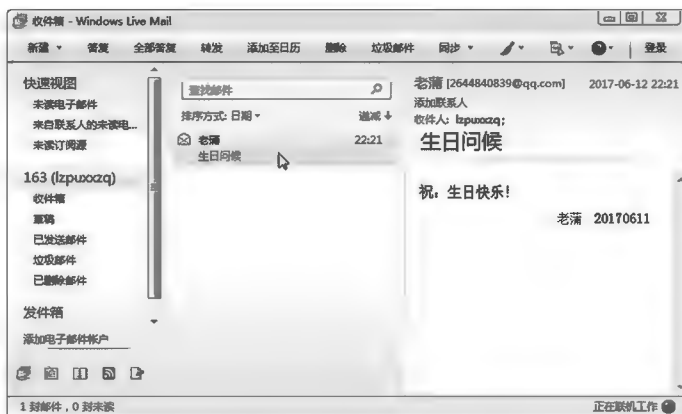 收件箱 - Windows Live Mail
新建 答复 全部答复 转发 添加至日历 删除 垃圾邮件 同步 登录
快速视图
未读电子邮件
来自联系人的未读电...
未读订阅源
163 (lzpuxxzq)
收件箱
草稿
已发送邮件
垃圾邮件
已删除邮件
发件箱
添加电子邮件帐户
查找邮件
排序方式: 日期 递减
老蒲 22:21
生日问候
老蒲 [2644840839@qq.com] 2017-06-12 22:21
添加联系人
收件人: lzpuxxzq;
生日问候
祝：生日快乐！
老蒲 20170611
1 封邮件，0 封未读 正在联机工作